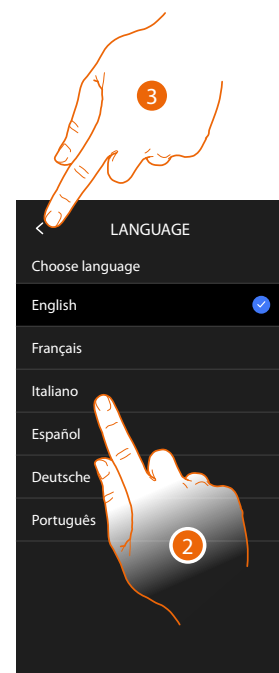 3
LANGUAGE
Choose language
English
Français
Italiano
Español
Deutsche
Português
2